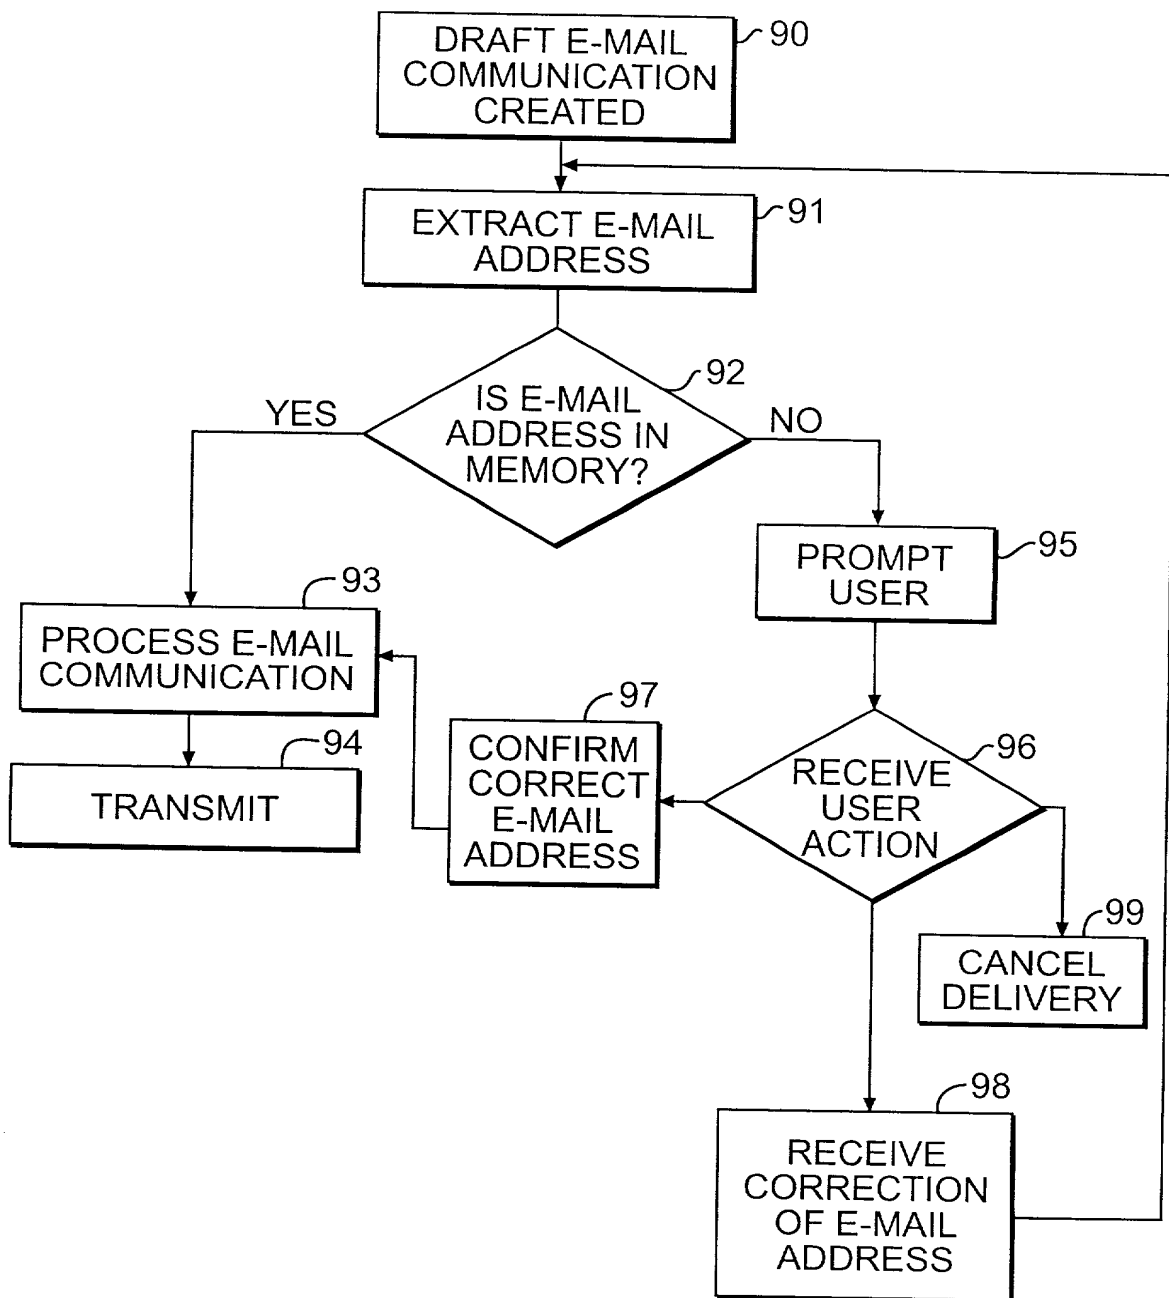 DRAFT E-MAIL
COMMUNICATION
CREATED
90
EXTRACT E-MAIL
ADDRESS
91
IS E-MAIL
ADDRESS IN
MEMORY?
92
YES
NO
PROMPT
USER
95
PROCESS E-MAIL
COMMUNICATION
93
TRANSMIT
94
CONFIRM
CORRECT
E-MAIL
ADDRESS
97
RECEIVE
USER
ACTION
96
CANCEL
DELIVERY
99
RECEIVE
CORRECTION
OF E-MAIL
ADDRESS
98